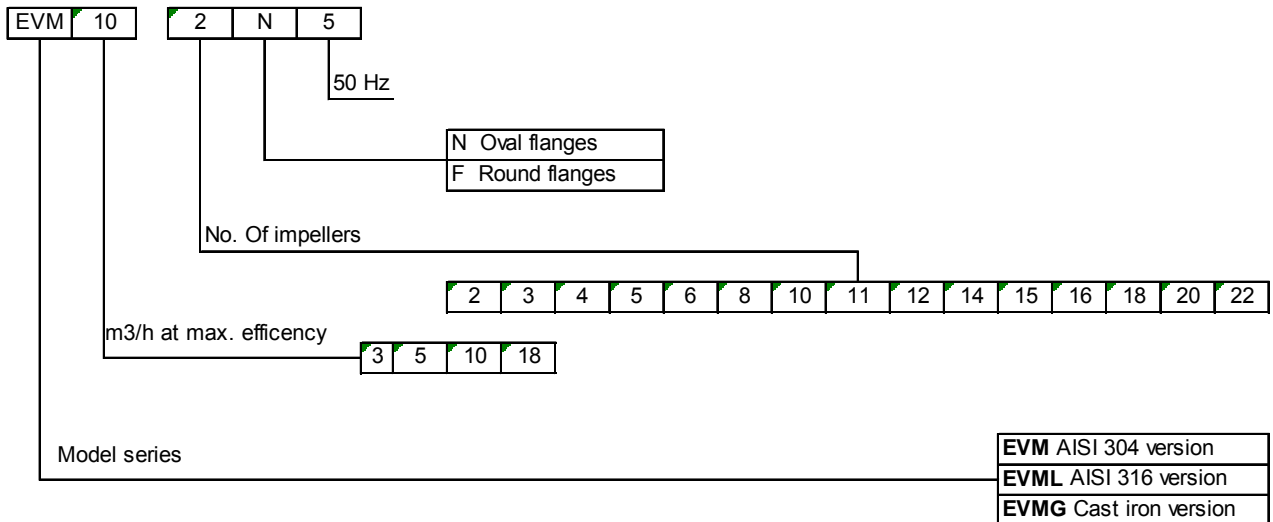 EVM 10 2 N 5
50 Hz
N Oval flanges
F Round flanges
No. Of impellers
2 3 4 5 6 8 10 11 12 14 15 16 18 20 22
m3/h at max. efficency
3 5 10 18
Model series
EVM AISI 304 version
EVML AISI 316 version
EVMG Cast iron version